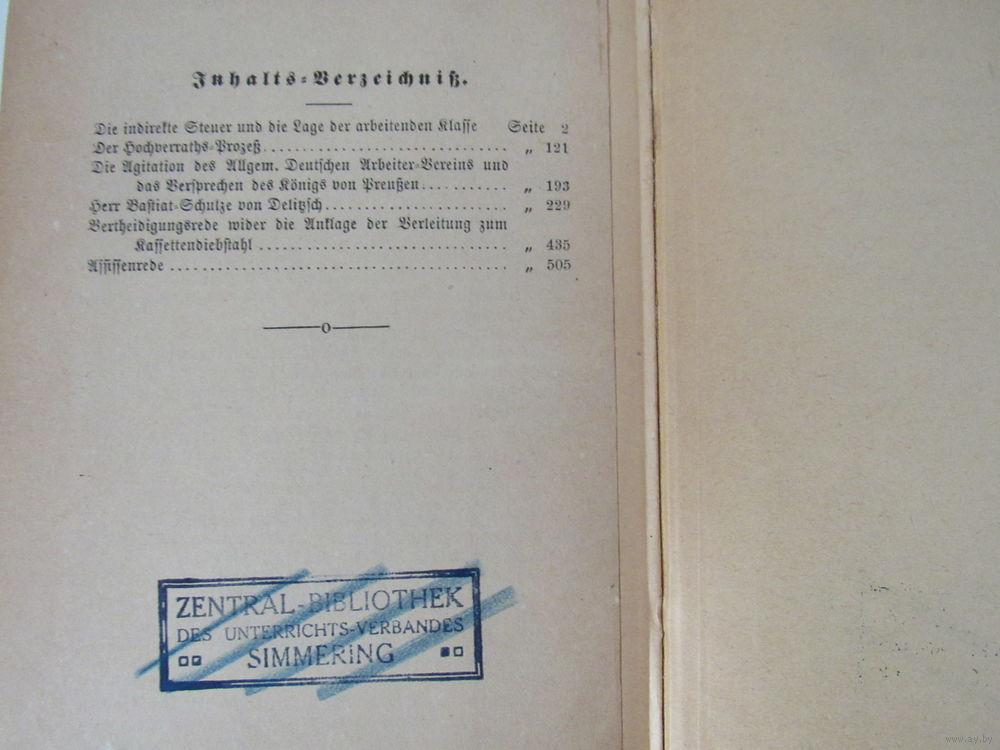 Inhalts-Verzeichniß.
Die indirekte Steuer und die Lage der arbeitenden Klasse Seite 2
Der Hochverraths-Prozeß. . . . . . . . . . . . . . . . . . . . „ 121
Die Agitation des Allgem. Deutschen Arbeiter-Vereins und
das Versprechen des Königs von Preußen. . . . . . . . . . „ 193
Herr Bastiat-Schulze von Delitzsch. . . . . . . . . . . . . . . . „ 229
Vertheidigungsrede wider die Anklage der Verleitung zum
Kassettendiebstahl . . . . . . . . . . . . . . . . . . . . „ 435
Assisenrede . . . . . . . . . . . . . . . . . . . . . . . . . . „ 505
ZENTRAL-BIBLIOTHEK
DES UNTERRICHTS-VERBANDES
SIMMERING
www.ay.by